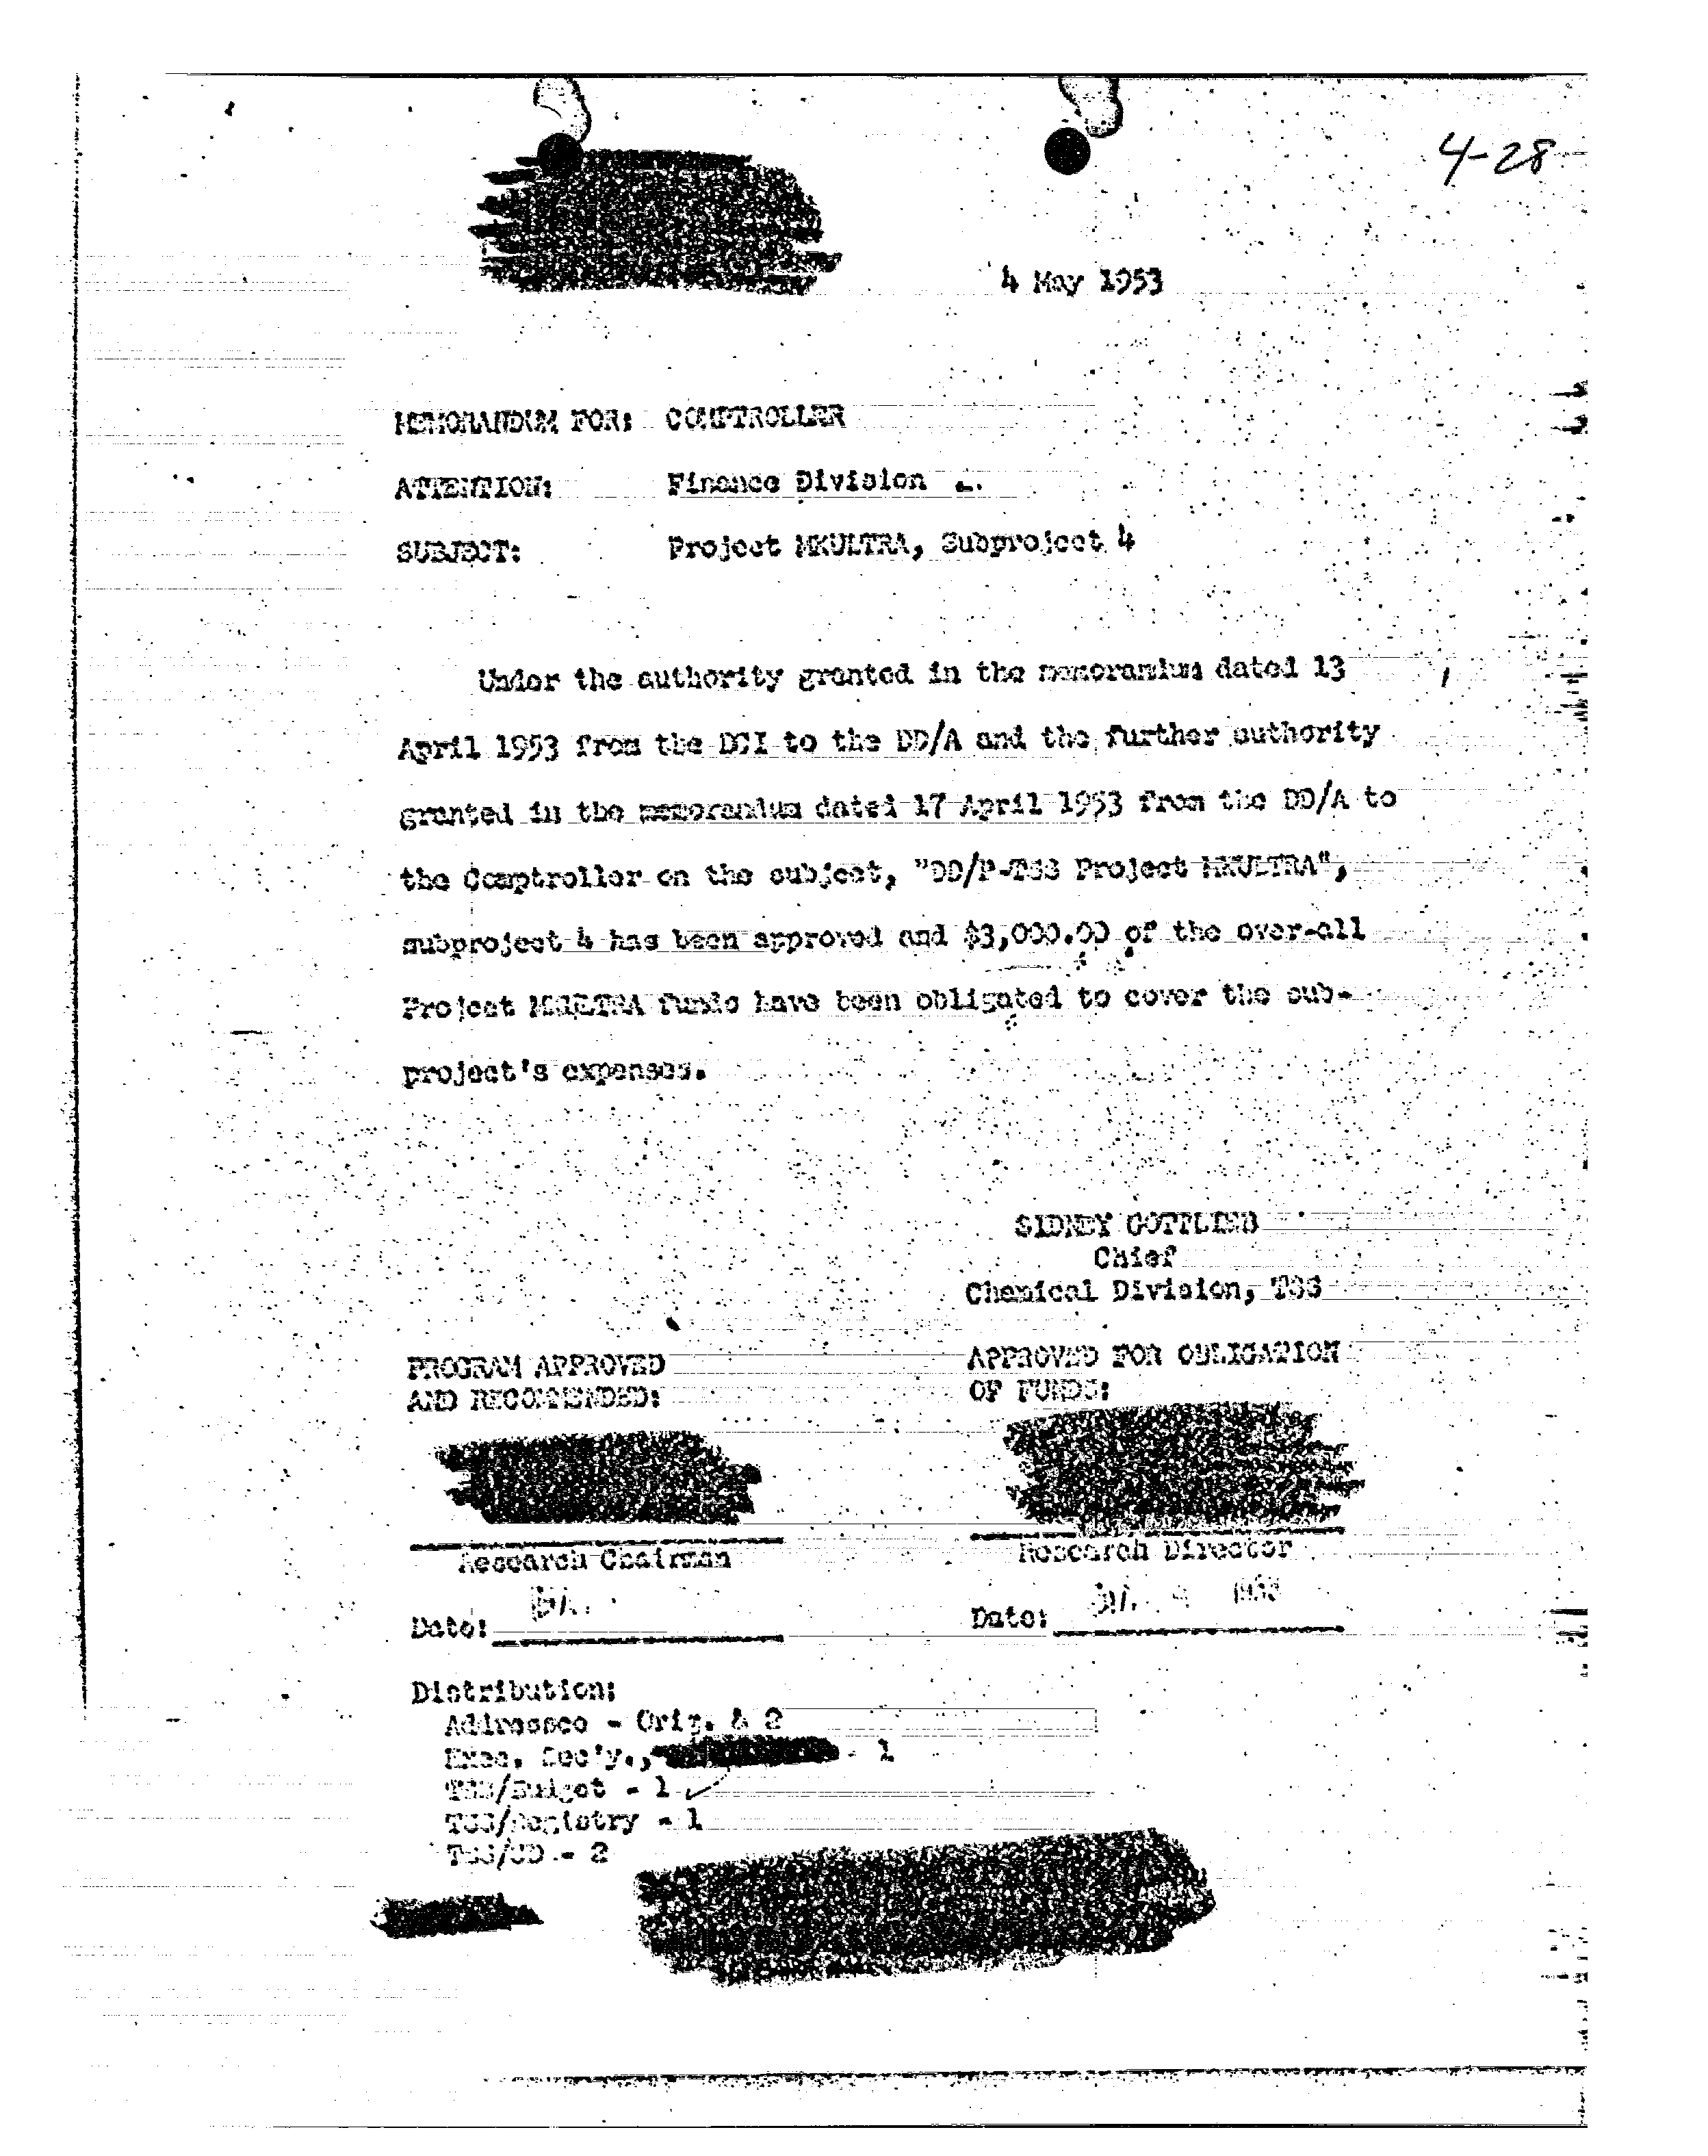 4-28
4 May 1953
MEMORANDUM FOR: COMPTROLLER
ATTENTION: Finance Division
SUBJECT: Project MKULTRA, Subproject 4
Under the authority granted in the memorandum dated 13
April 1953 from the DCI to the DD/A and the further authority
granted in the memorandum dated 17 April 1953 from the DD/A to
the Comptroller on the subject, "DD/P-TSS Project MKULTRA",
subproject 4 has been approved and $3,000.00 of the over-all
Project MKULTRA funds have been obligated to cover the sub-
project's expenses.
SIDNEY GOTTLIEB
Chief
Chemical Division, TSS
PROGRAM APPROVED
AND RECOMMENDED:
APPROVED FOR OBLIGATION
OF FUNDS:
Research Chairman
Research Director
Date:
Date: 1953
Distribution:
Addressee - Orig. & 2
Exec. Sec'y., - 1
TSS/Budget - 1
TSS/Registry - 1
TSS/CD - 2